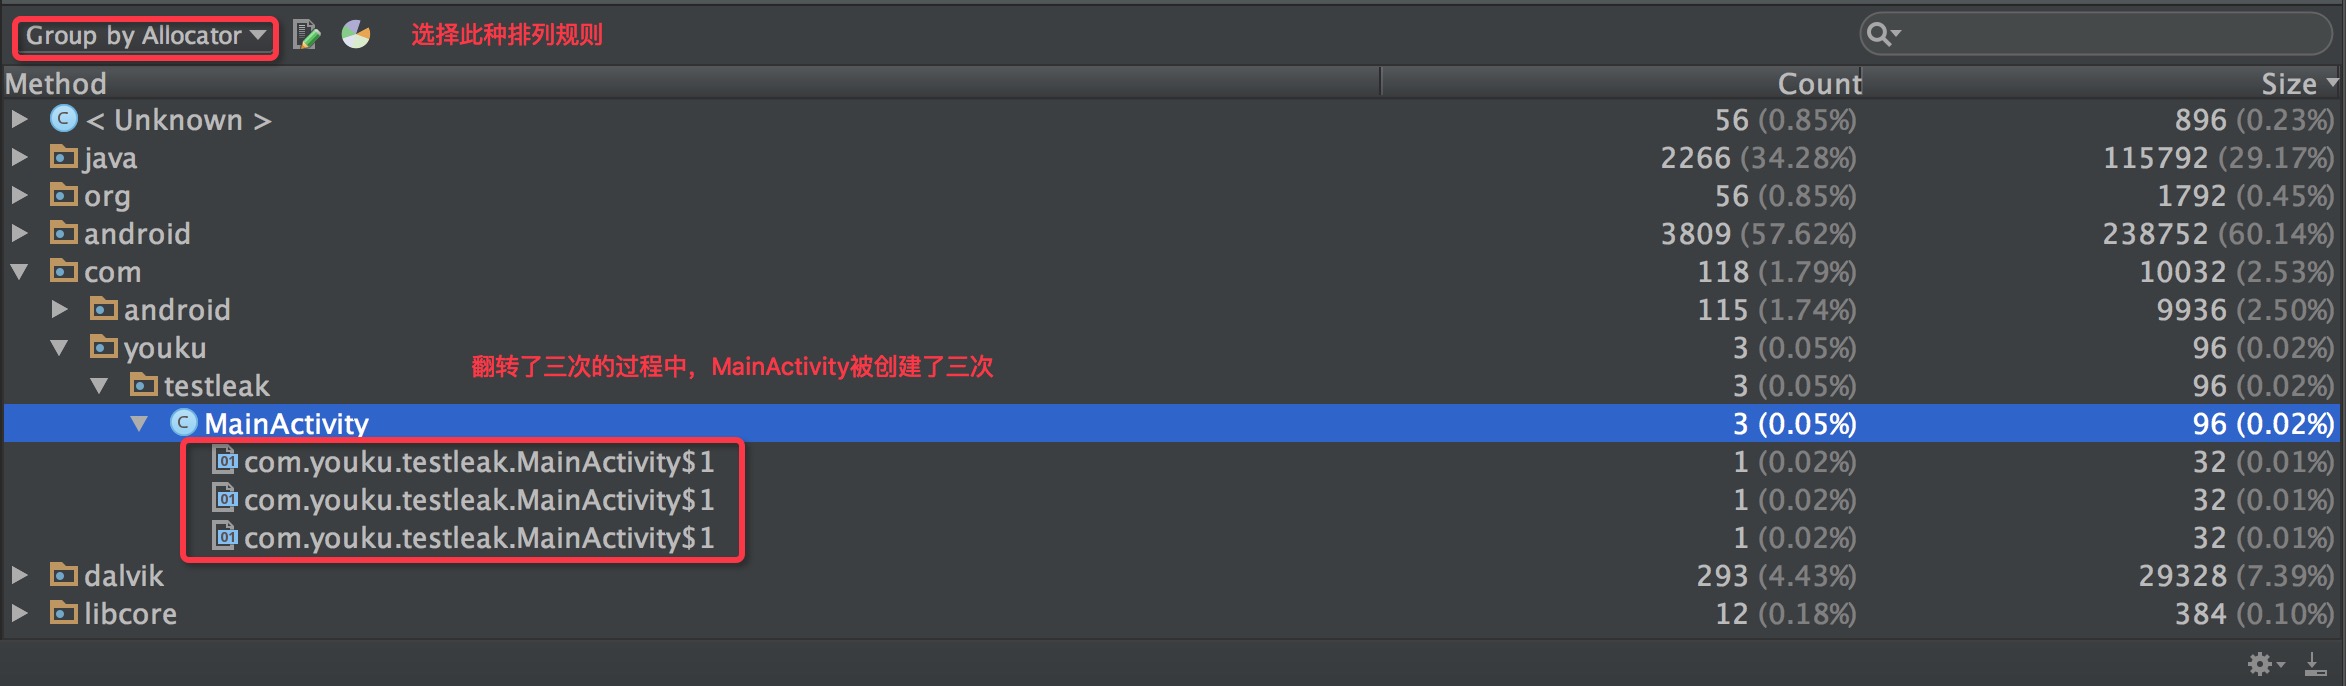 Group by Allocator 选择此种排列规则
Method Count Size
< Unknown > 56 (0.85%) 896 (0.23%)
java 2266 (34.28%) 115792 (29.17%)
org 56 (0.85%) 1792 (0.45%)
android 3809 (57.62%) 238752 (60.14%)
com 118 (1.79%) 10032 (2.53%)
android 115 (1.74%) 9936 (2.50%)
youku 3 (0.05%) 96 (0.02%)
翻转了三次的过程中，MainActivity被创建了三次
testleak 3 (0.05%) 96 (0.02%)
C MainActivity 3 (0.05%) 96 (0.02%)
01 com.youku.testleak.MainActivity$1 1 (0.02%) 32 (0.01%)
01 com.youku.testleak.MainActivity$1 1 (0.02%) 32 (0.01%)
01 com.youku.testleak.MainActivity$1 1 (0.02%) 32 (0.01%)
dalvik 293 (4.43%) 29328 (7.39%)
libcore 12 (0.18%) 384 (0.10%)